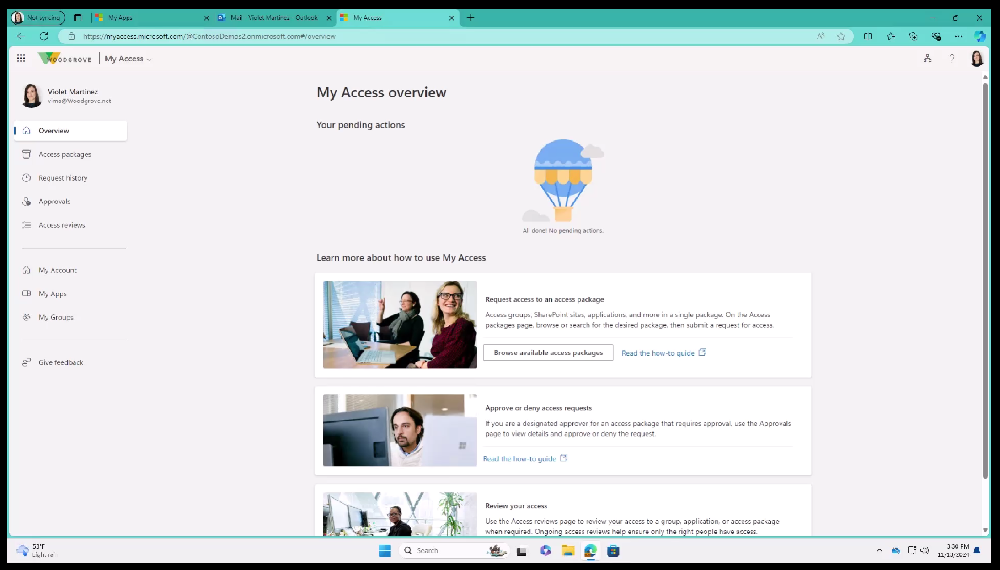 Not syncing
My Apps
Mail - Violet Martinez - Outlook
My Access
https://myaccess.microsoft.com/@ContosoDemos2.onmicrosoft.com#/overview
WOODGROVE
My Access
Violet Martinez
vima@Woodgrove.net
Overview
Access packages
Request history
Approvals
Access reviews
My Account
My Apps
My Groups
Give feedback
My Access overview
Your pending actions
All done! No pending actions.
Learn more about how to use My Access
Request access to an access package
Access groups, SharePoint sites, applications, and more in a single package. On the Access
packages page, browse or search for the desired package, then submit a request for access.
Browse available access packages
Read the how-to guide
Approve or deny access requests
If you are a designated approver for an access package that requires approval, use the Approvals
page to view details and approve or deny the request.
Read the how-to guide
Review your access
Use the Access reviews page to review your access to a group, application, or access package
when required. Ongoing access reviews help ensure only the right people have access.
53°F
Light rain
Search
3:30 PM
11/13/2024